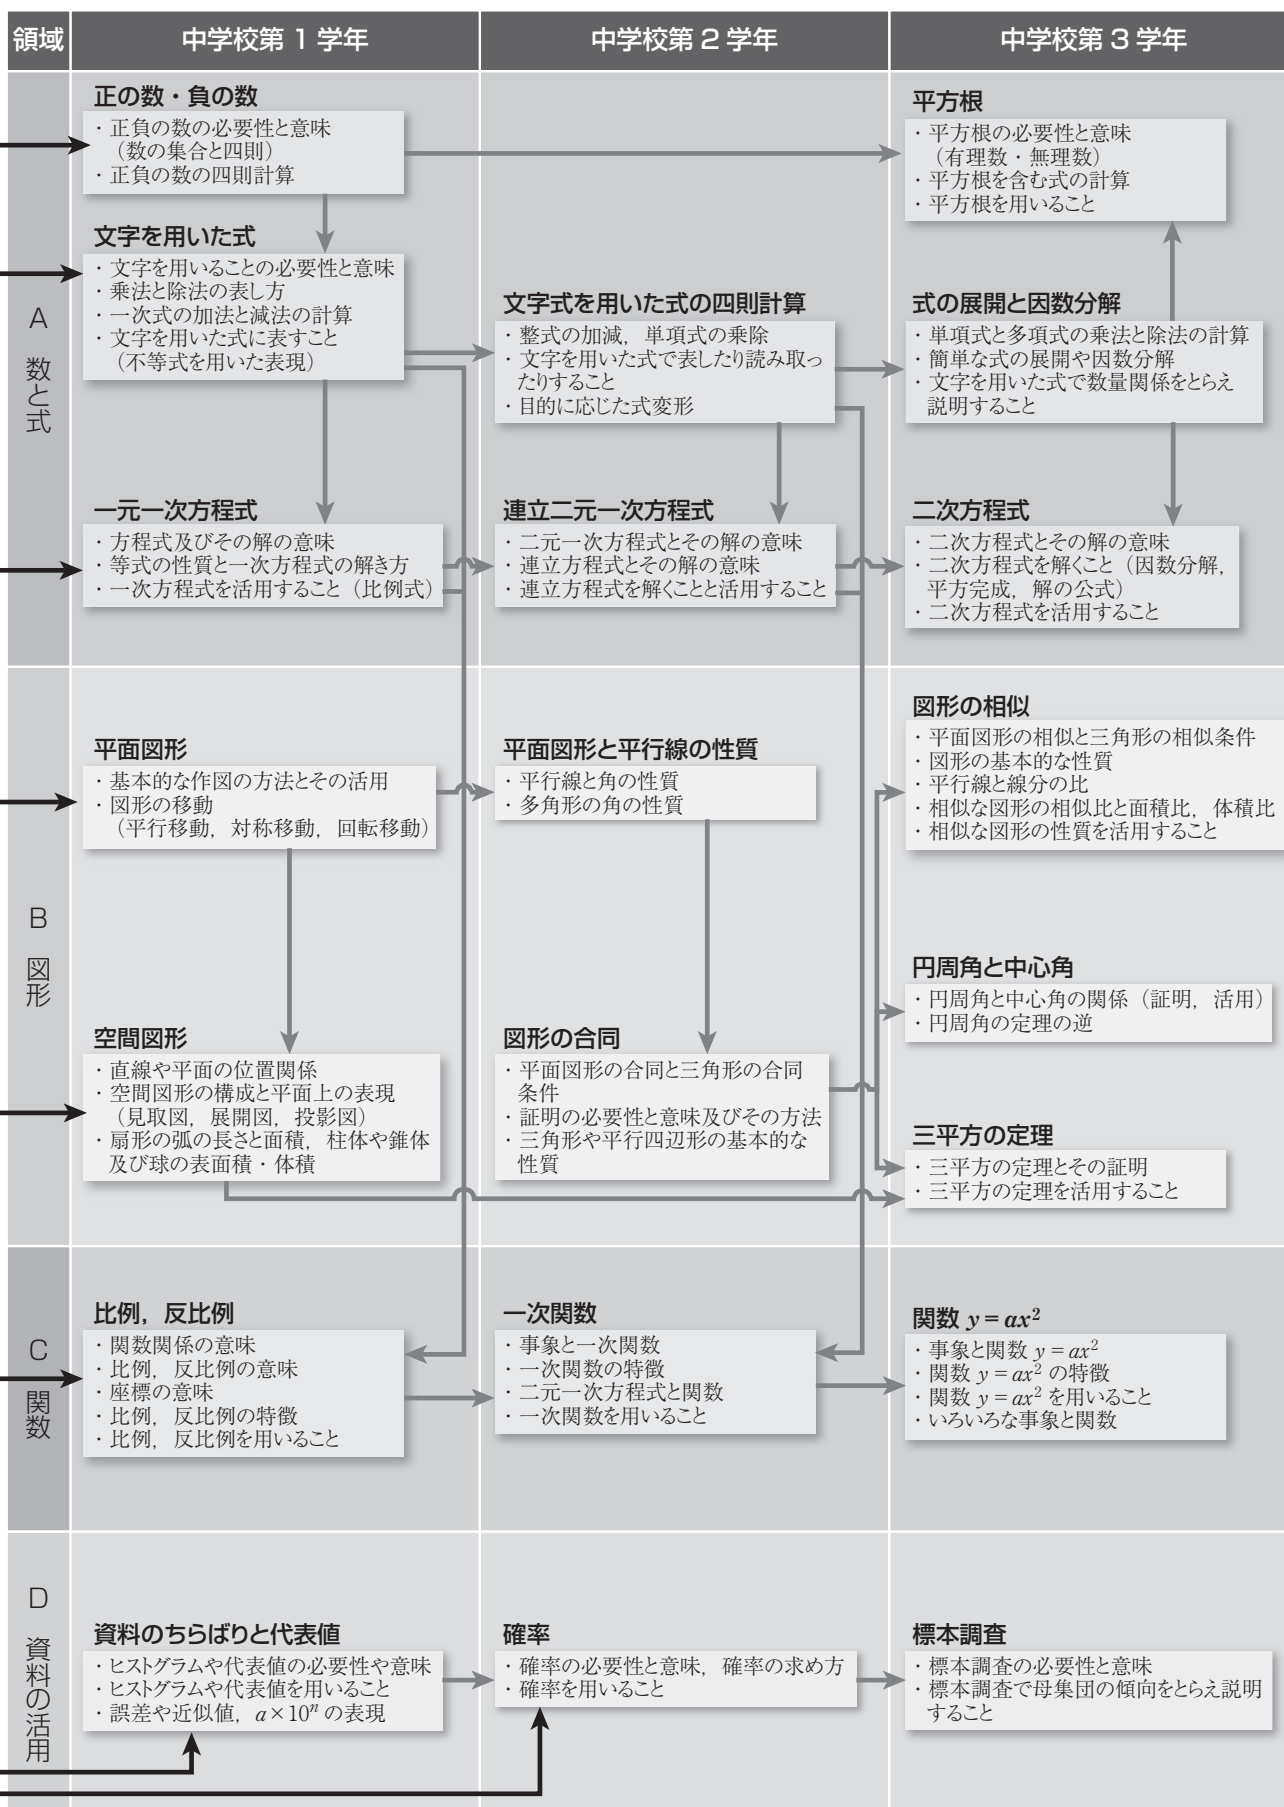 領域
中学校第 1 学年
中学校第 2 学年
中学校第 3 学年
A 数と式
正の数・負の数
・正負の数の必要性と意味
（数の集合と四則）
・正負の数の四則計算
文字を用いた式
・文字を用いることの必要性と意味
・乗法と除法の表し方
・一次式の加法と減法の計算
・文字を用いた式に表すこと
（不等式を用いた表現）
一元一次方程式
・方程式及びその解の意味
・等式の性質と一次方程式の解き方
・一次方程式を活用すること（比例式）
文字式を用いた式の四則計算
・整式の加減，単項式の乗除
・文字を用いた式で表したり読み取っ
たりすること
・目的に応じた式変形
連立二元一次方程式
・二元一次方程式とその解の意味
・連立方程式とその解の意味
・連立方程式を解くことと活用すること
平方根
・平方根の必要性と意味
（有理数・無理数）
・平方根を含む式の計算
・平方根を用いること
式の展開と因数分解
・単項式と多項式の乗法と除法の計算
・簡単な式の展開や因数分解
・文字を用いた式で数量関係をとらえ
説明すること
二次方程式
・二次方程式とその解の意味
・二次方程式を解くこと（因数分解，
平方完成，解の公式）
・二次方程式を活用すること
B 図形
平面図形
・基本的な作図の方法とその活用
・図形の移動
（平行移動，対称移動，回転移動）
空間図形
・直線や平面の位置関係
・空間図形の構成と平面上の表現
（見取図，展開図，投影図）
・扇形の弧の長さと面積，柱体や錐体
及び球の表面積・体積
平面図形と平行線の性質
・平行線と角の性質
・多角形の角の性質
図形の合同
・平面図形の合同と三角形の合同
条件
・証明の必要性と意味及びその方法
・三角形や平行四辺形の基本的な
性質
図形の相似
・平面図形の相似と三角形の相似条件
・図形の基本的な性質
・平行線と線分の比
・相似な図形の相似比と面積比，体積比
・相似な図形の性質を活用すること
円周角と中心角
・円周角と中心角の関係（証明，活用）
・円周角の定理の逆
三平方の定理
・三平方の定理とその証明
・三平方の定理を活用すること
C 関数
比例，反比例
・関数関係の意味
・比例，反比例の意味
・座標の意味
・比例，反比例の特徴
・比例，反比例を用いること
一次関数
・事象と一次関数
・一次関数の特徴
・二元一次方程式と関数
・一次関数を用いること
関数 y = ax²
・事象と関数 y = ax²
・関数 y = ax² の特徴
・関数 y = ax² を用いること
・いろいろな事象と関数
D 資料の活用
資料のちらばりと代表値
・ヒストグラムや代表値の必要性や意味
・ヒストグラムや代表値を用いること
・誤差や近似値，a×10ⁿ の表現
確率
・確率の必要性と意味，確率の求め方
・確率を用いること
標本調査
・標本調査の必要性と意味
・標本調査で母集団の傾向をとらえ説明
すること